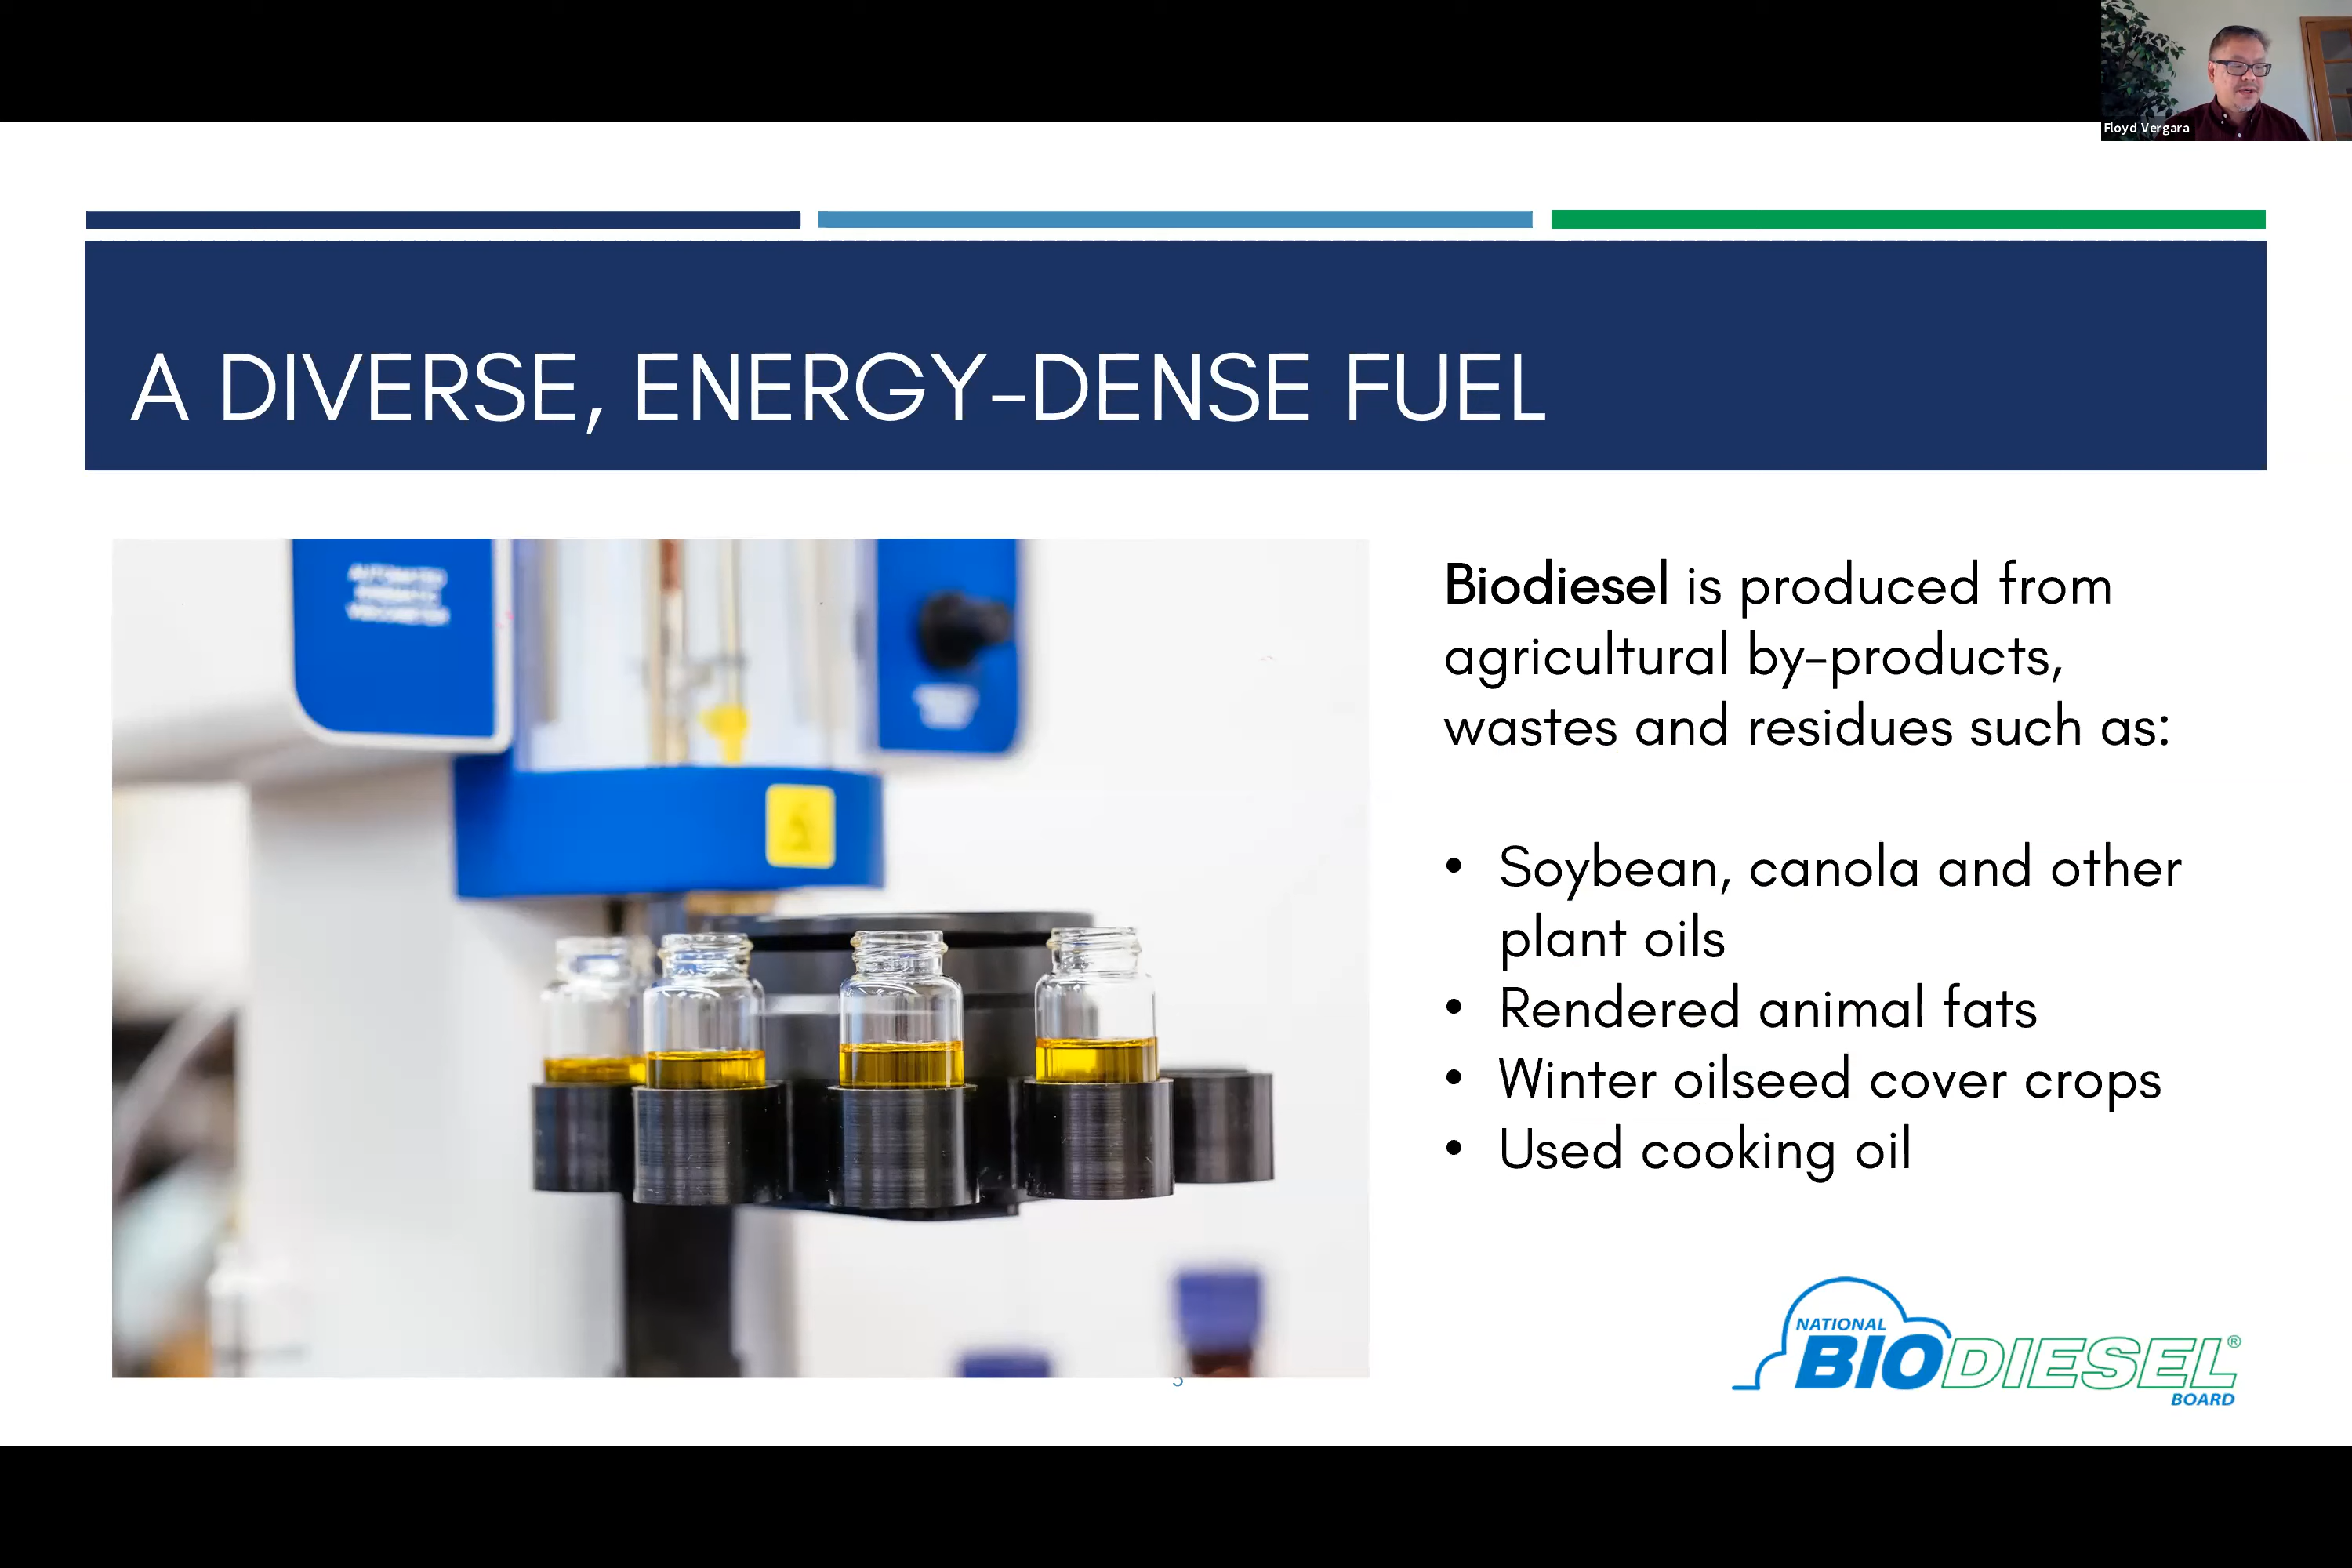 Floyd Vergara
A DIVERSE, ENERGY-DENSE FUEL
Biodiesel is produced from
agricultural by-products,
wastes and residues such as:
• Soybean, canola and other
plant oils
• Rendered animal fats
• Winter oilseed cover crops
• Used cooking oil
NATIONAL
BIODIESEL®
BOARD